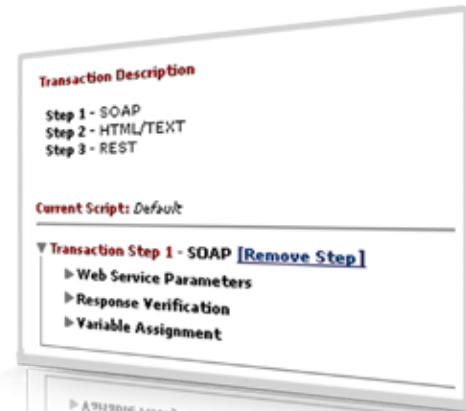 Transaction Description
Step 1 - SOAP
Step 2 - HTML/TEXT
Step 3 - REST
Current Script: Default
Transaction Step 1 - SOAP [Remove Step]
Web Service Parameters
Response Verification
Variable Assignment